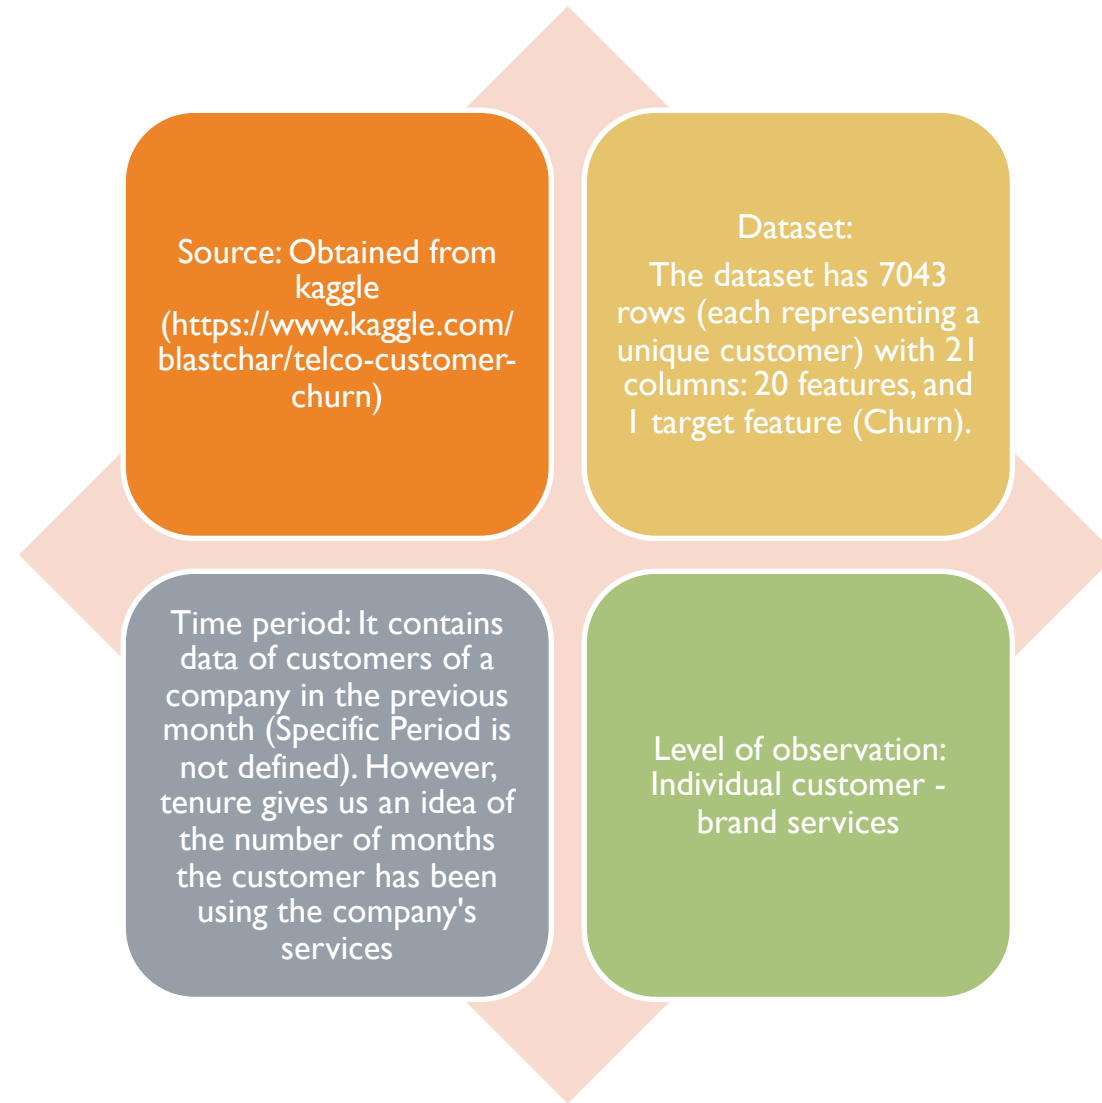 Source: Obtained from
kaggle
(https://www.kaggle.com/
blastchar/telco-customer-
churn)
Dataset:
The dataset has 7043
rows (each representing a
unique customer) with 21
columns: 20 features, and
1 target feature (Churn).
Time period: It contains
data of customers of a
company in the previous
month (Specific Period is
not defined). However,
tenure gives us an idea of
the number of months
the customer has been
using the company's
services
Level of observation:
Individual customer -
brand services